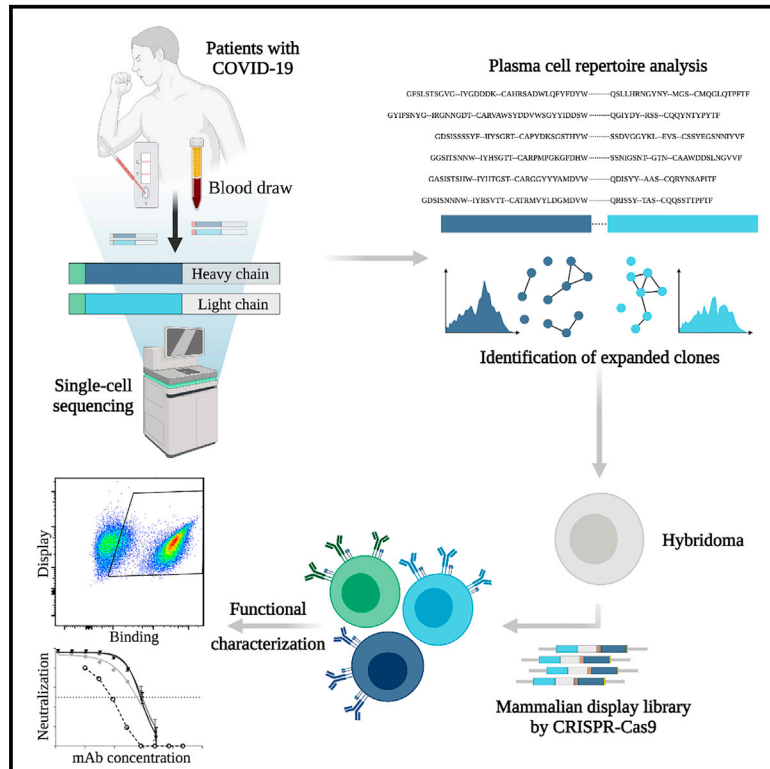 Patients with
COVID-19
Blood draw
Heavy chain
Light chain
Single-cell
sequencing
Plasma cell repertoire analysis
GFSLSTSGVG--IYGDDDK--CAHRSADWLQFYFDYW----------QSLLHRNGYNY--MGS--CMQGLQTPFTF
GYIFSNYG--IRGNNGDT--CARVAWSYDDVWSGYYIDDSW----------QGIYDY--RSS--CQQYNTYPYTF
GDSISSSSYF--IIYSGRT--CAPYDKSGSTHYW----------SSDVGGYKL--EVS--CSSYEGSNNIYVF
GGSITSNNW--IYHSGTT--CARPMPGKGFDHW----------SSNIGSNT--GTN--CAAWDDSLNGVVF
GASISTSHW--IYHTGST--CARGGYYYAMDVW----------QDISYY--AAS--CQRYNSAPITF
GDSISNNNW--IYRSVTT--CATRMVYLDGMDVW----------QRISSY--TAS--CQQSSTTPFTF
Identification of expanded clones
Hybridoma
Mammalian display library
by CRISPR-Cas9
Functional
characterization
Display
Binding
Neutralization
mAb concentration